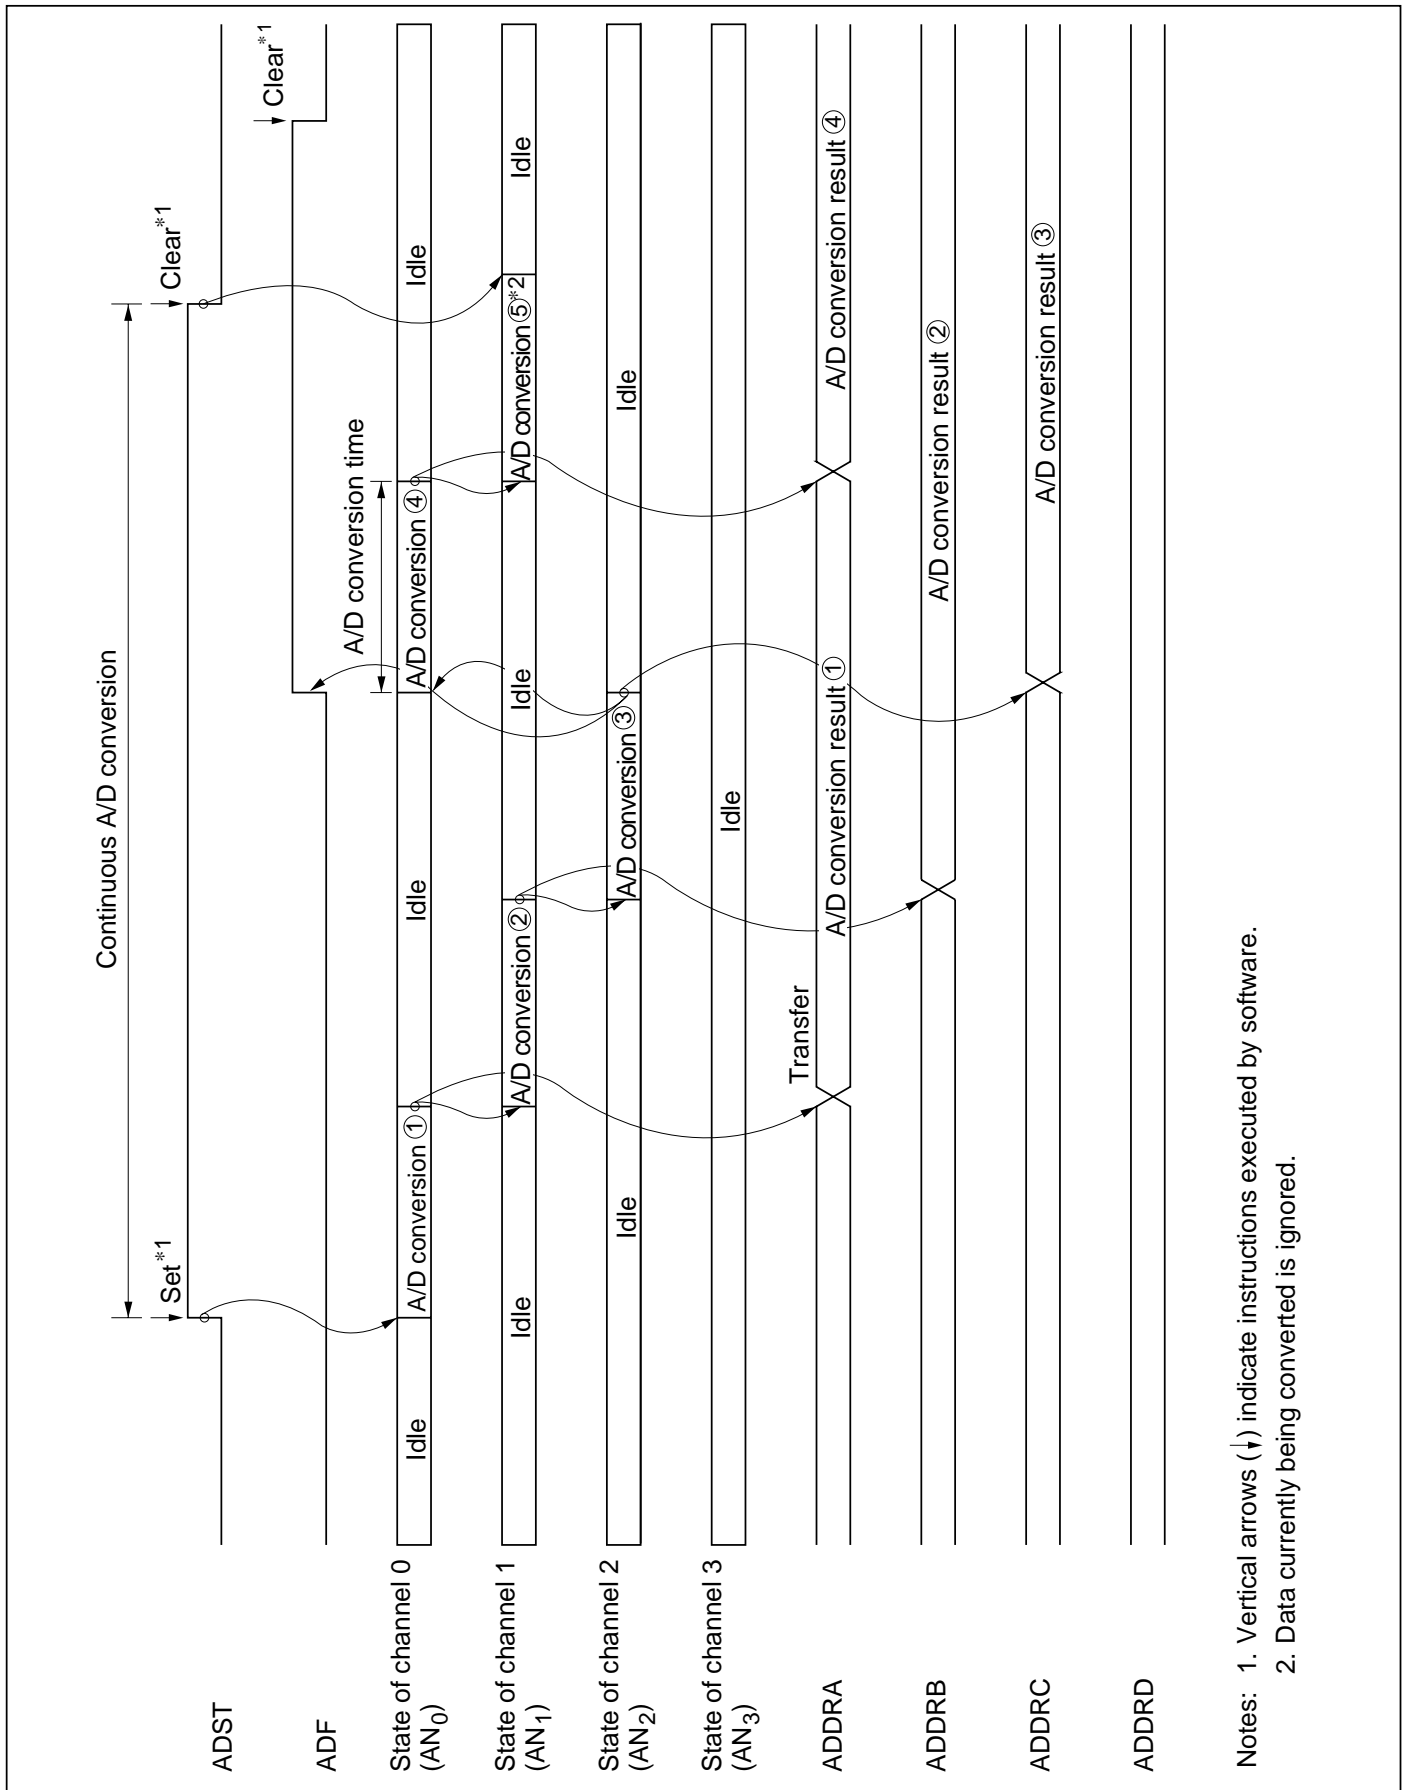 Continuous A/D conversion
Set*1
Clear*1
Clear*1
A/D conversion time
ADST
ADF
State of channel 0
(AN0)
Idle
A/D conversion ①
Idle
A/D conversion ④
Idle
State of channel 1
(AN1)
Idle
A/D conversion ②
Idle
A/D conversion ⑤*2
Idle
State of channel 2
(AN2)
Idle
A/D conversion ③
Idle
State of channel 3
(AN3)
Idle
Transfer
ADDRA
A/D conversion result ①
A/D conversion result ④
ADDRB
A/D conversion result ②
ADDRC
A/D conversion result ③
ADDRD
Notes: 1. Vertical arrows (↓) indicate instructions executed by software.
2. Data currently being converted is ignored.